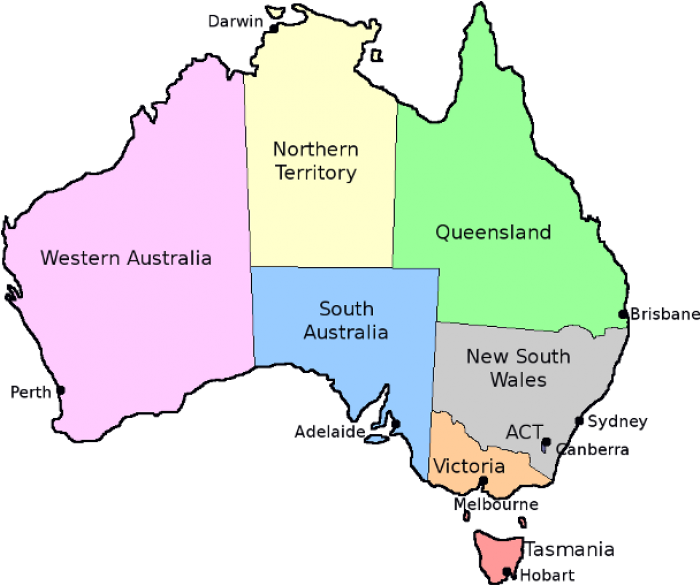 Darwin
Northern
Territory
Queensland
Western Australia
South
Australia
Brisbane
New South
Wales
Perth
Sydney
Adelaide
ACT
Canberra
Victoria
Melbourne
Tasmania
Hobart